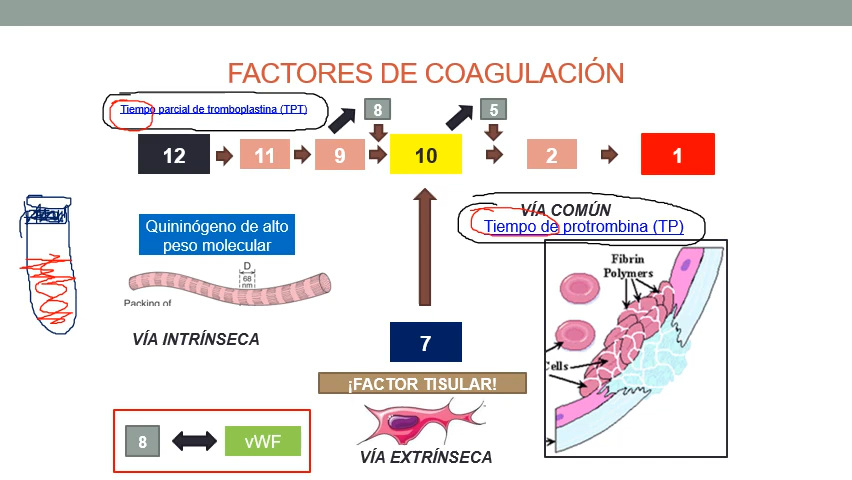 FACTORES DE COAGULACIÓN
Tiempo parcial de tromboplastina (TPT)
8
5
12
11
9
10
2
1
Quininógeno de alto
peso molecular
VÍA COMÚN
Tiempo de protrombina (TP)
D
68
nm
Packing of
Fibrin
Polymers
Cells
VÍA INTRÍNSECA
7
¡FACTOR TISULAR!
8
vWF
VÍA EXTRÍNSECA